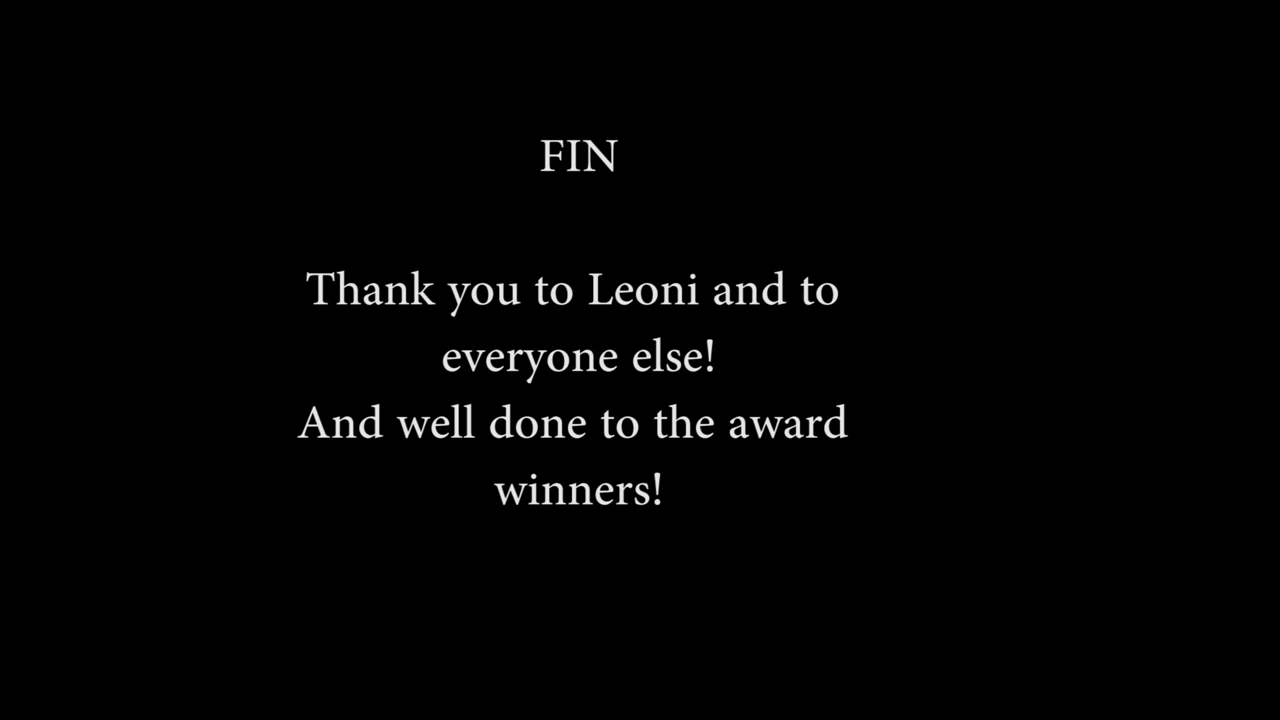 FIN
Thank you to Leoni and to
everyone else!
And well done to the award
winners!